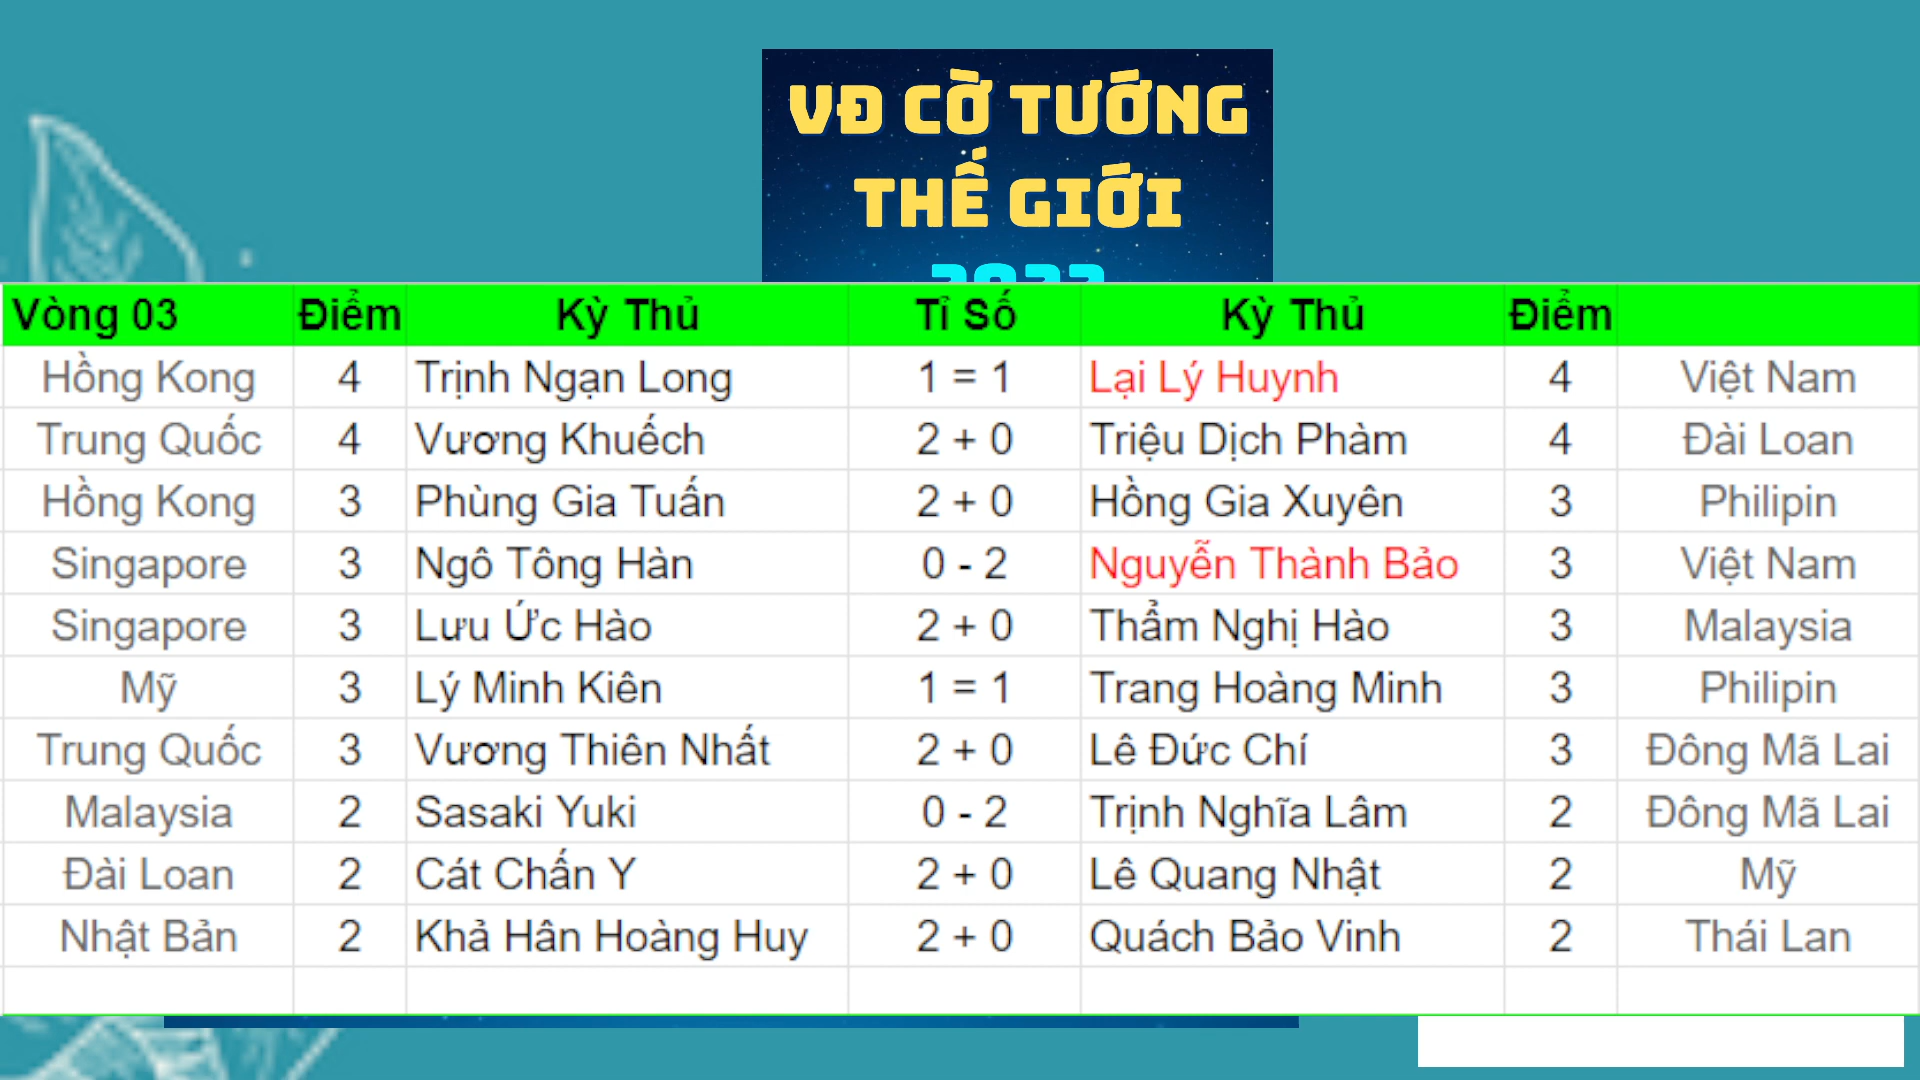 VĐ CỜ TƯỚNG
THẾ GIỚI
Vòng 03 Điểm Kỳ Thủ Tỉ Số Kỳ Thủ Điểm
Hồng Kong 4 Trịnh Ngạn Long 1 = 1 Lại Lý Huynh 4 Việt Nam
Trung Quốc 4 Vương Khuếch 2 + 0 Triệu Dịch Phàm 4 Đài Loan
Hồng Kong 3 Phùng Gia Tuấn 2 + 0 Hồng Gia Xuyên 3 Philipin
Singapore 3 Ngô Tông Hàn 0 - 2 Nguyễn Thành Bảo 3 Việt Nam
Singapore 3 Lưu Ức Hào 2 + 0 Thẩm Nghị Hào 3 Malaysia
Mỹ 3 Lý Minh Kiên 1 = 1 Trang Hoàng Minh 3 Philipin
Trung Quốc 3 Vương Thiên Nhất 2 + 0 Lê Đức Chí 3 Đông Mã Lai
Malaysia 2 Sasaki Yuki 0 - 2 Trịnh Nghĩa Lâm 2 Đông Mã Lai
Đài Loan 2 Cát Chấn Y 2 + 0 Lê Quang Nhật 2 Mỹ
Nhật Bản 2 Khả Hân Hoàng Huy 2 + 0 Quách Bảo Vinh 2 Thái Lan